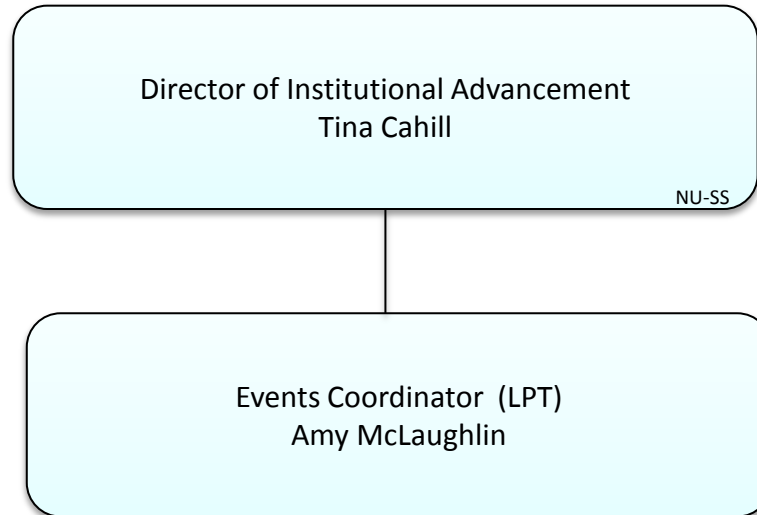 Director of Institutional Advancement
Tina Cahill
NU-SS
Events Coordinator  (LPT)
Amy McLaughlin